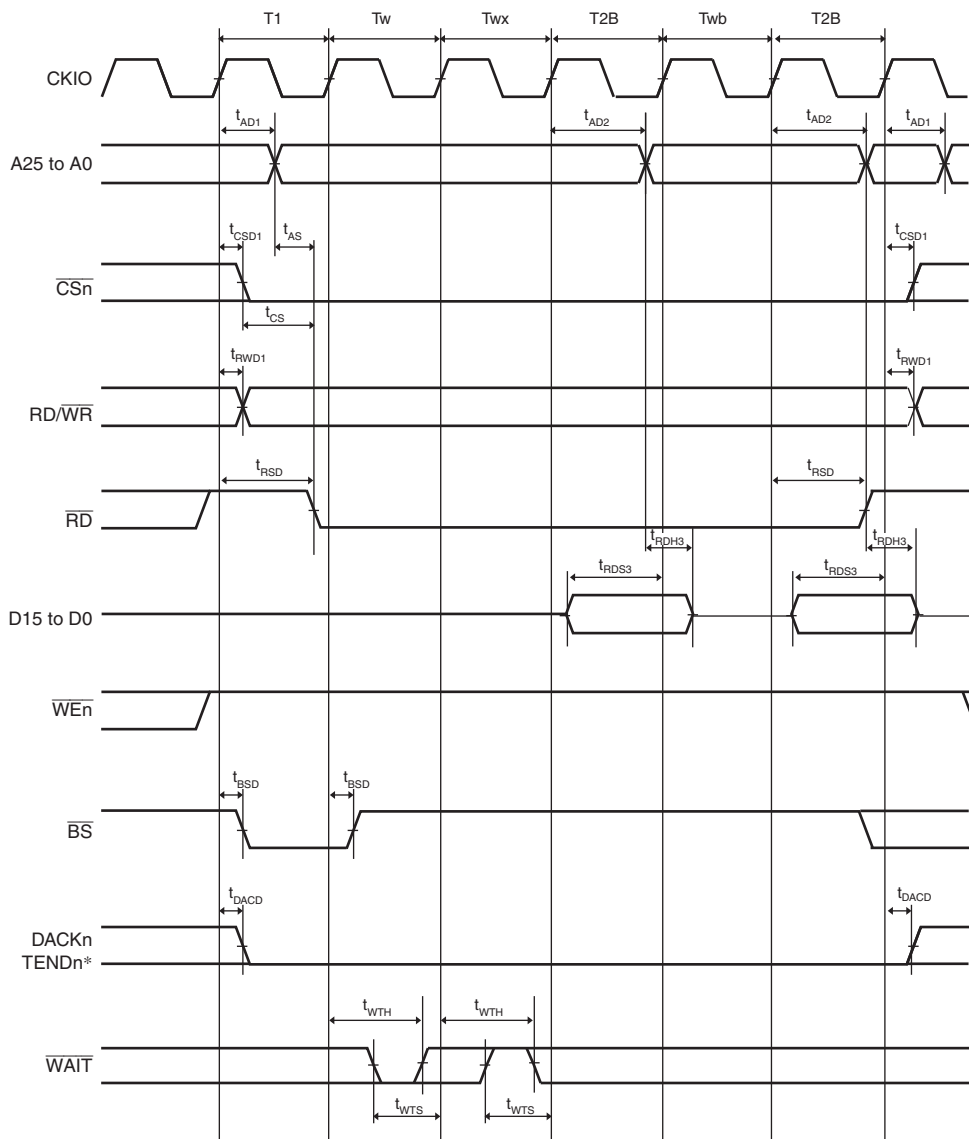 T1 Tw Twx T2B Twb T2B
CKIO
tAD1 tAD2 tAD2 tAD1
A25 to A0
tCSD1 tAS tCSD1
CSn
tCS
tRWD1 tRWD1
RD/WR
tRSD tRSD
RD
tRDH3 tRDH3
tRDS3 tRDS3
D15 to D0
WEn
tBSD tBSD
BS
tDACD tDACD
DACKn
TENDn*
tWTH tWTH
WAIT
tWTS tWTS